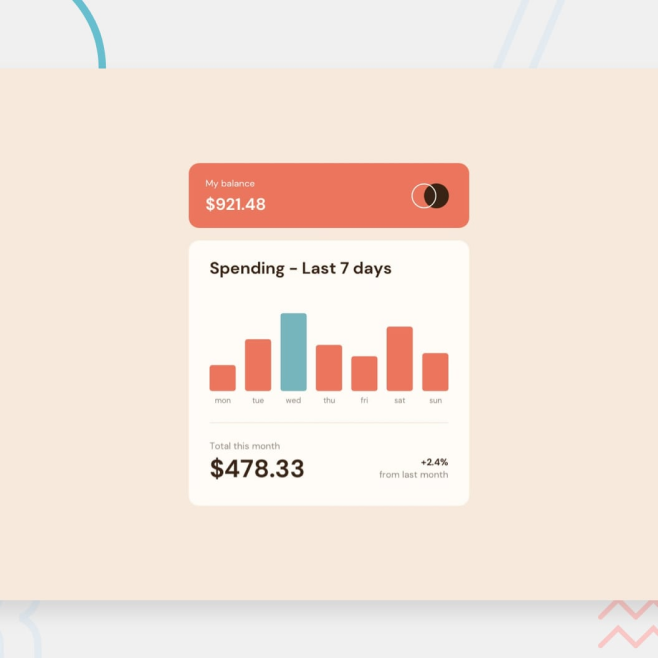 My balance
$921.48
Spending - Last 7 days
mon tue wed thu fri sat sun
Total this month
$478.33
+2.4%
from last month